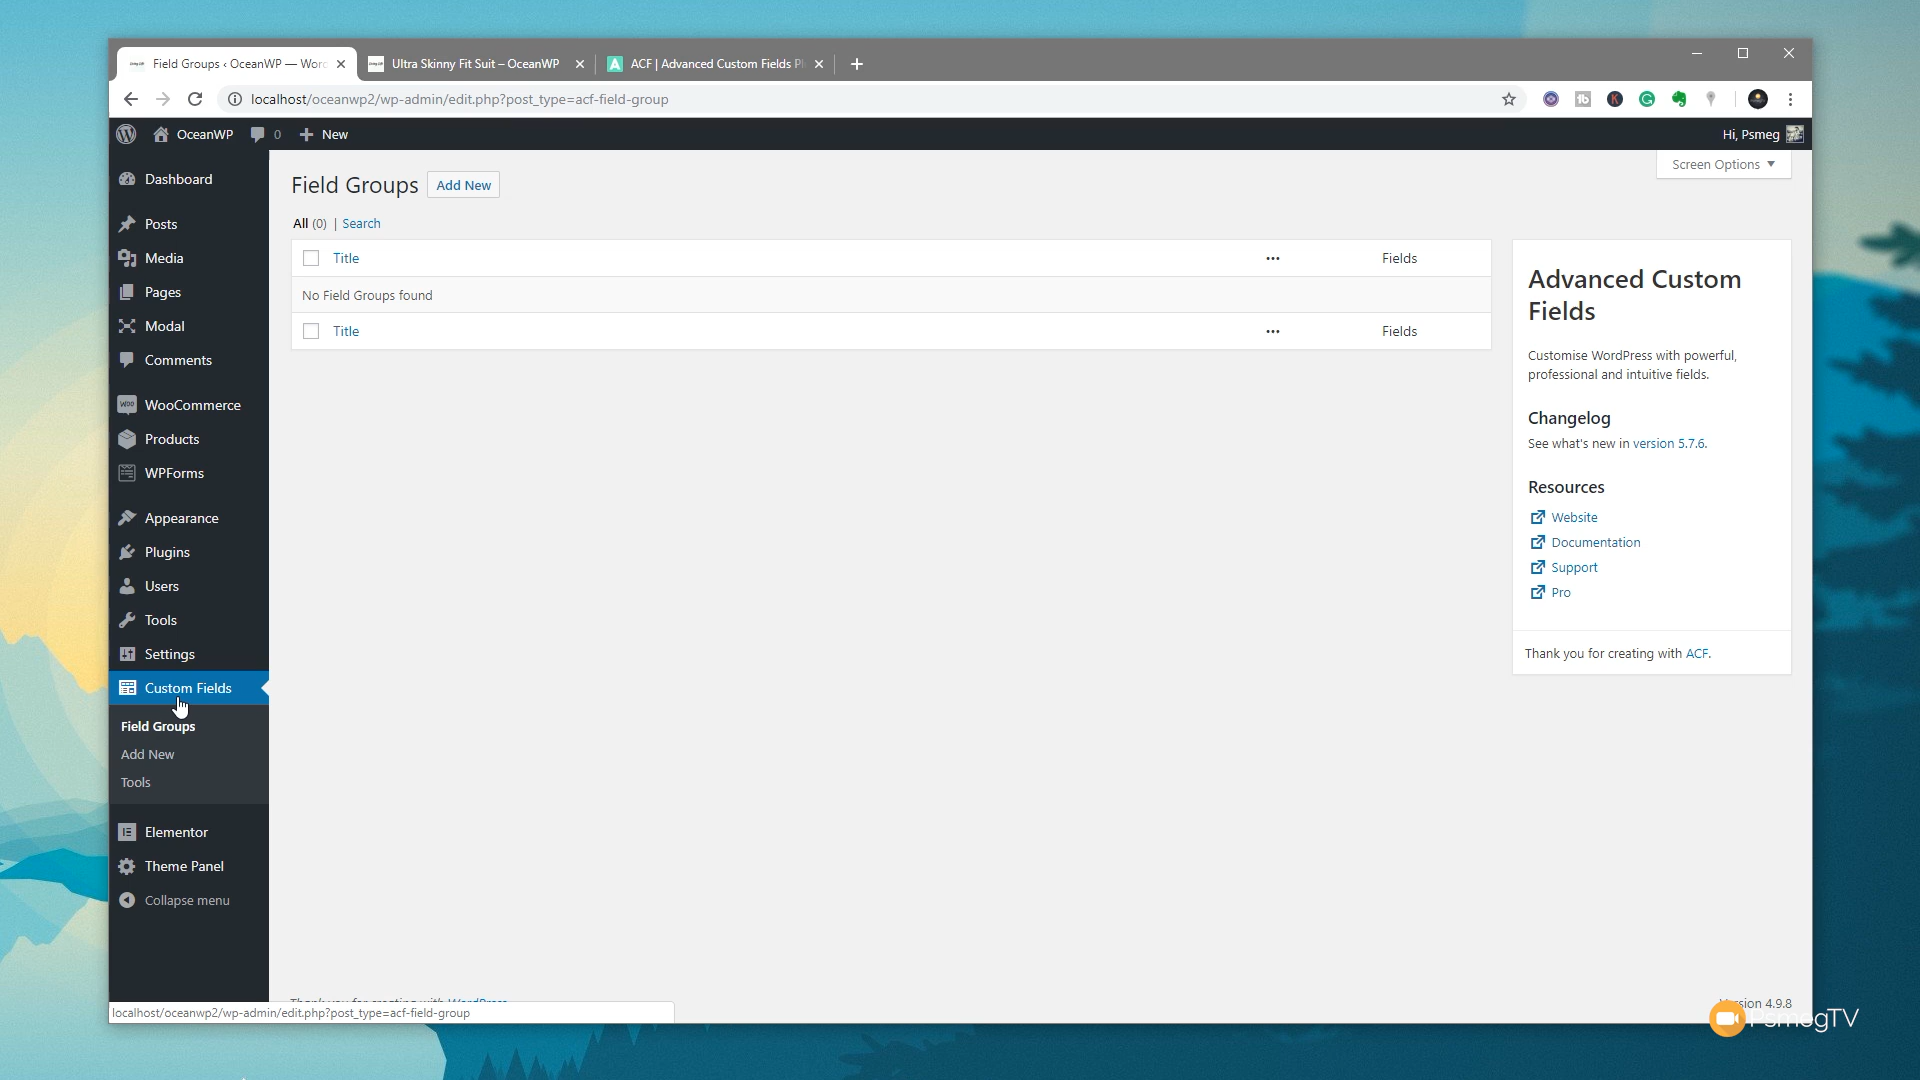 Field Groups ‹ OceanWP — Worc
Ultra Skinny Fit Suit – OceanWP
ACF | Advanced Custom Fields Pl
localhost/oceanwp2/wp-admin/edit.php?post_type=acf-field-group
OceanWP
0
New
Hi, Psmeg
Screen Options
Dashboard
Posts
Media
Pages
Modal
Comments
WooCommerce
Products
WPForms
Appearance
Plugins
Users
Tools
Settings
Custom Fields
Field Groups
Add New
Tools
Elementor
Theme Panel
Collapse menu
Field Groups
Add New
All (0) | Search
Title
Fields
No Field Groups found
Title
Fields
Advanced Custom
Fields
Customise WordPress with powerful,
professional and intuitive fields.
Changelog
See what's new in version 5.7.6.
Resources
Website
Documentation
Support
Pro
Thank you for creating with ACF.
Thank you for creating with WordPress
Version 4.9.8
localhost/oceanwp2/wp-admin/edit.php?post_type=acf-field-group
PsmegTV